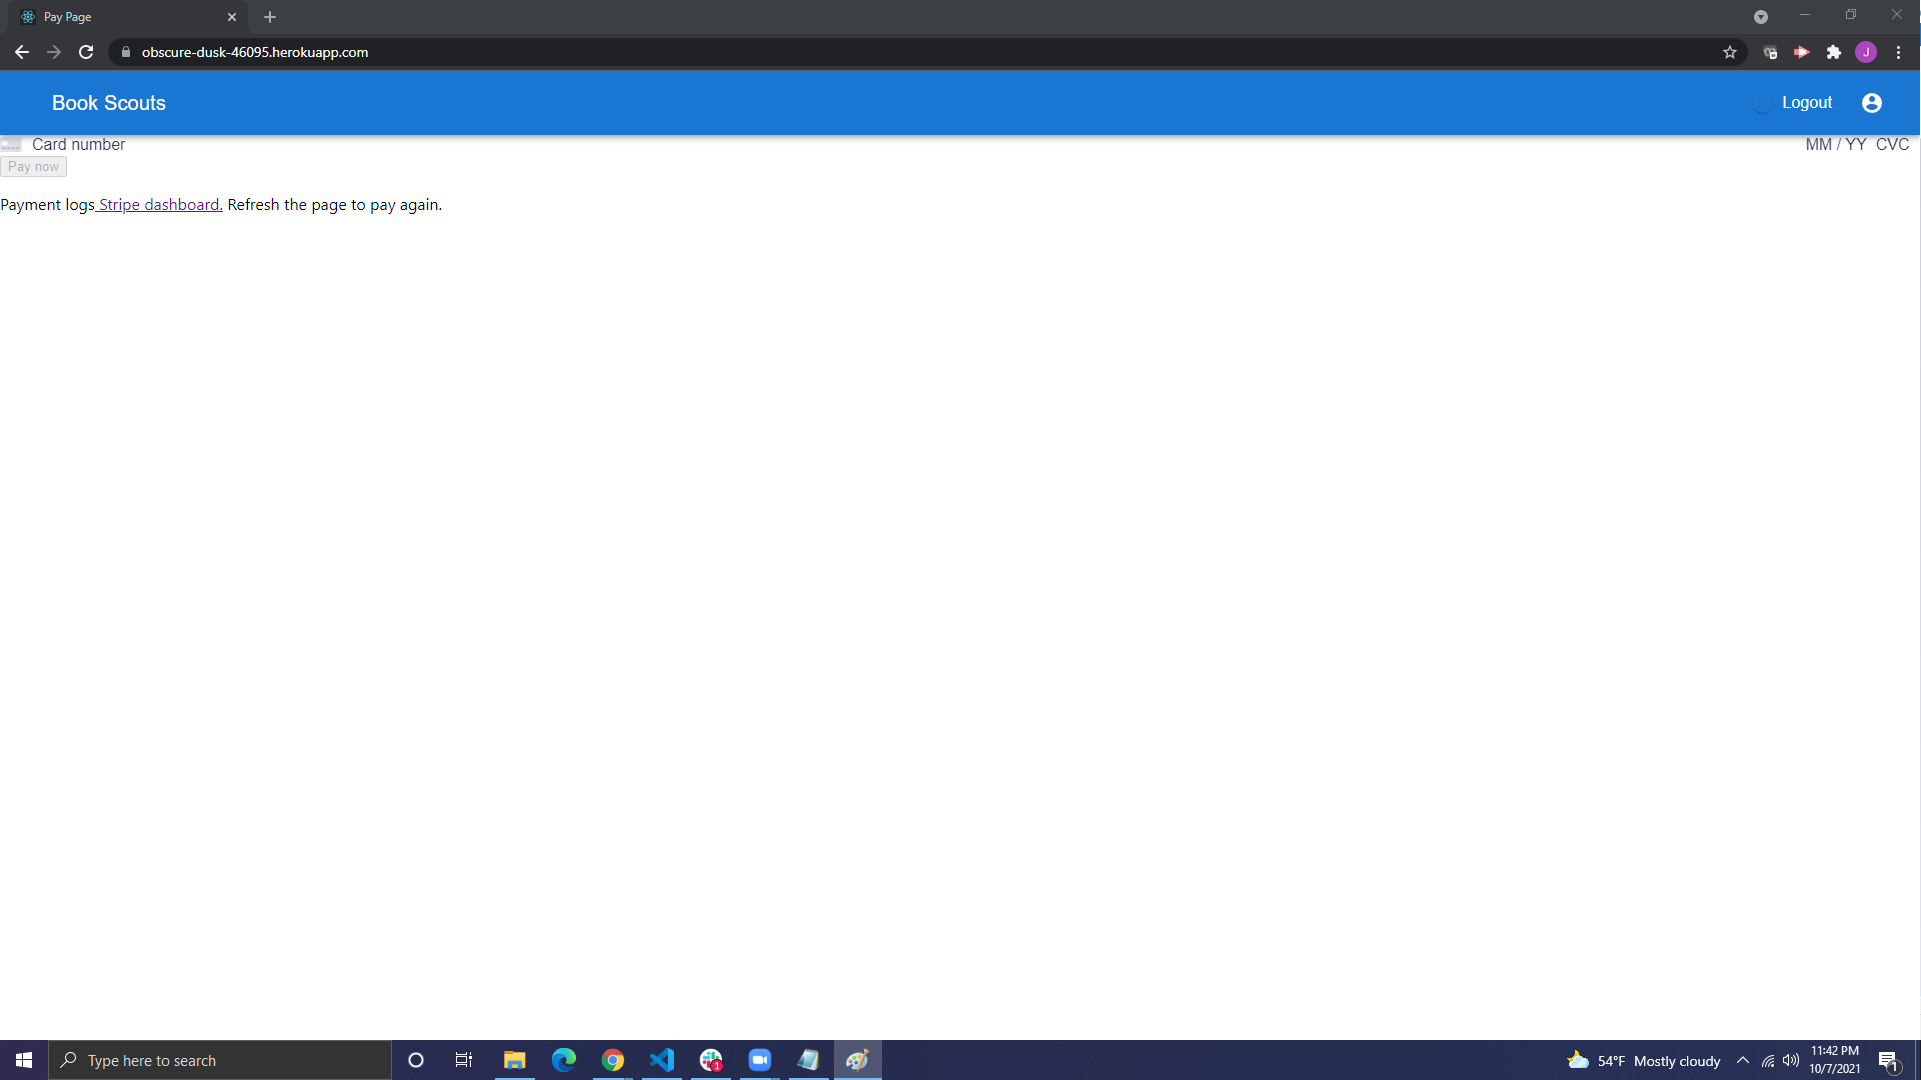 Pay Page
obscure-dusk-46095.herokuapp.com
J
Book Scouts
Logout
Card number
MM / YY CVC
Pay now
Payment logs Stripe dashboard. Refresh the page to pay again.
Type here to search
1
54°F Mostly cloudy
11:42 PM
10/7/2021
1